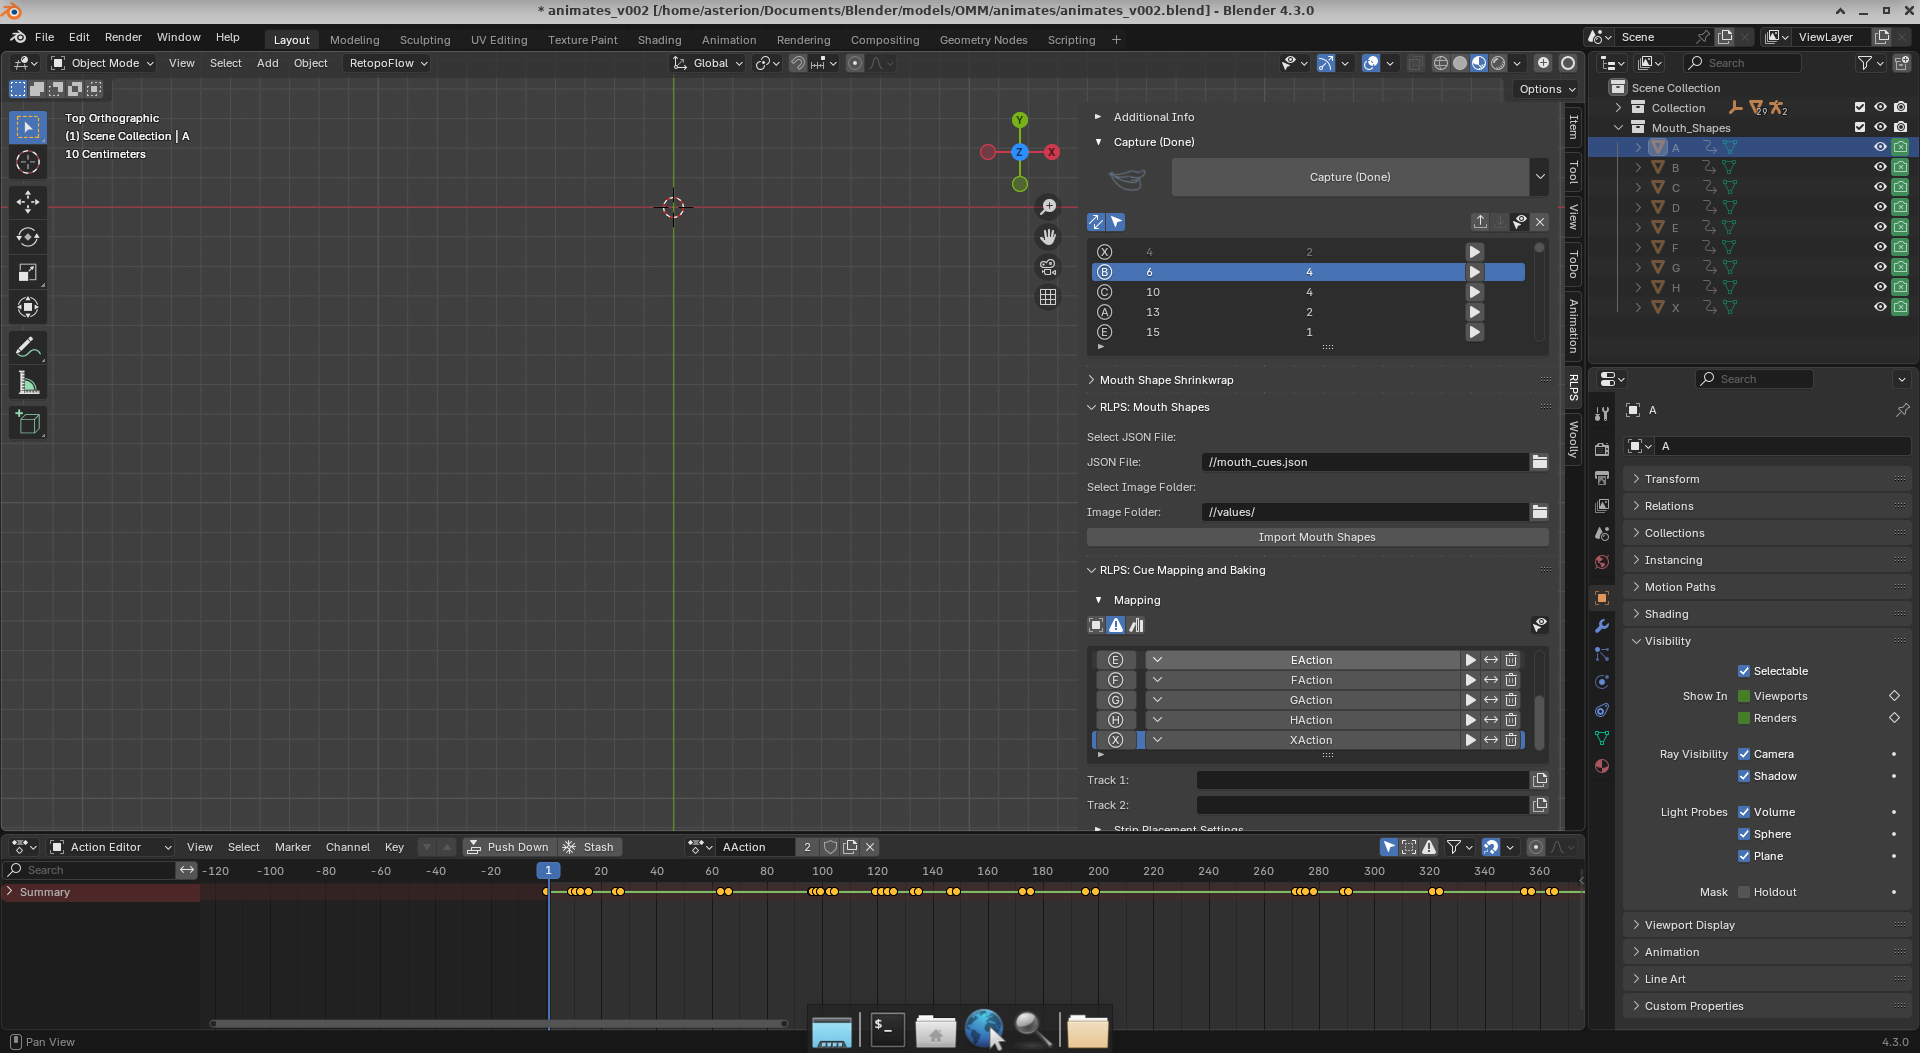 * animates_v002 [/home/asterion/Documents/Blender/models/OMM/animates/animates_v002.blend] - Blender 4.3.0
File Edit Render Window Help Layout Modeling Sculpting UV Editing Texture Paint Shading Animation Rendering Compositing Geometry Nodes Scripting + Scene ViewLayer
Object Mode View Select Add Object RetopoFlow Global Search
Options
Top Orthographic
(1) Scene Collection | A
10 Centimeters
Y
Z
X
Additional Info
Capture (Done)
Capture (Done)
X 4 2
B 6 4
C 10 4
A 13 2
E 15 1
Mouth Shape Shrinkwrap
RLPS: Mouth Shapes
Select JSON File:
JSON File: //mouth_cues.json
Select Image Folder:
Image Folder: //values/
Import Mouth Shapes
RLPS: Cue Mapping and Baking
Mapping
E EAction
F FAction
G GAction
H HAction
X XAction
Track 1:
Track 2:
Strip Placement Settings
Item
Tool
View
ToDo
Animation
RLPS
Woolly
Scene Collection
Collection 29 2
Mouth_Shapes
A
B
C
D
E
F
G
H
X
Search
A
A
Transform
Relations
Collections
Instancing
Motion Paths
Shading
Visibility
Selectable
Show In Viewports
Renders
Ray Visibility Camera
Shadow
Light Probes Volume
Sphere
Plane
Mask Holdout
Viewport Display
Animation
Line Art
Custom Properties
Action Editor View Select Marker Channel Key Push Down Stash AAction 2
Search -120 -100 -80 -60 -40 -20 1 20 40 60 80 100 120 140 160 180 200 220 240 260 280 300 320 340 360
Summary
$_
Pan View 4.3.0